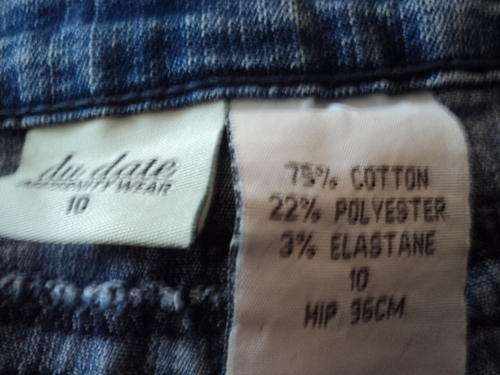 du date
MATERNITY WEAR
10
75% COTTON
22% POLYESTER
3% ELASTANE
10
HIP 96CM